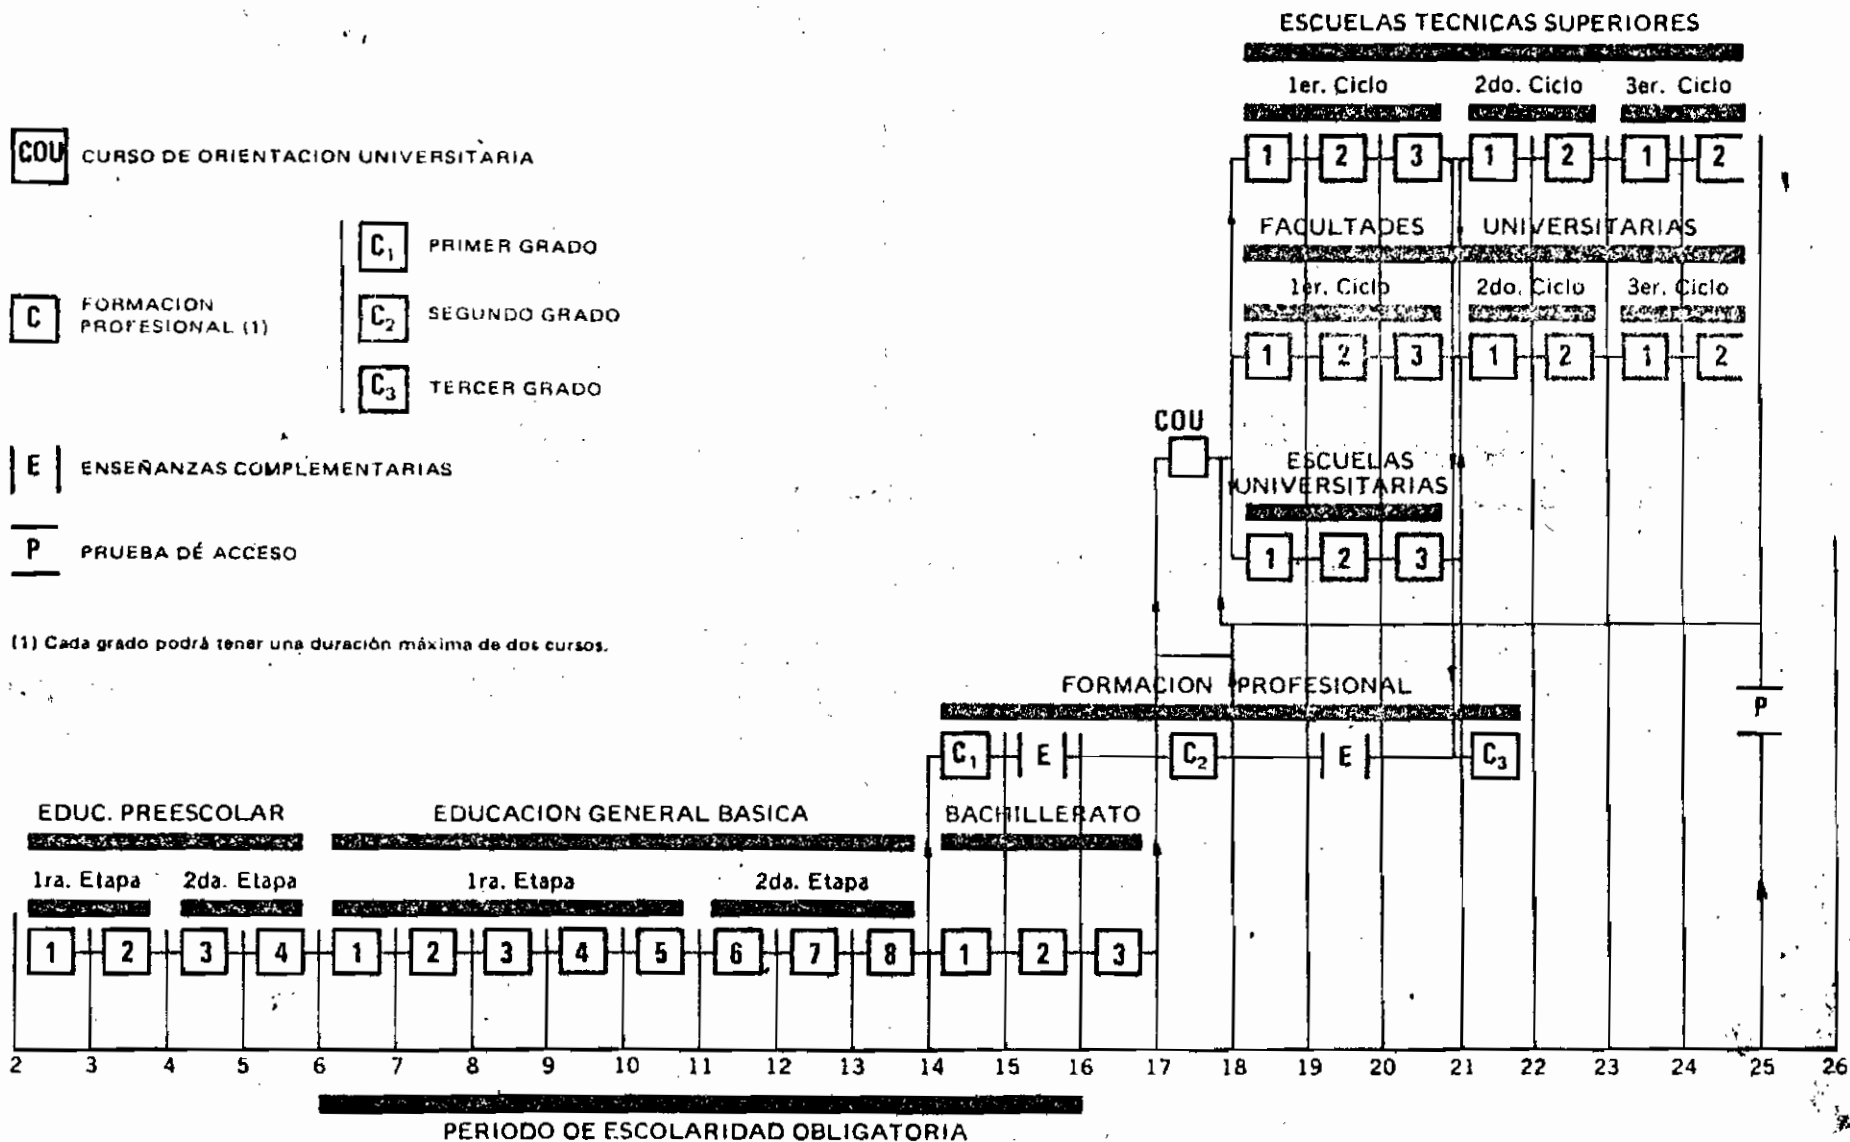 ESCUELAS TECNICAS SUPERIORES
1er. Ciclo 2do. Ciclo 3er. Ciclo
1 2 3 1 2 1 2
COU CURSO DE ORIENTACION UNIVERSITARIA
FACULTADES UNIVERSITARIAS
1er. Ciclo 2do. Ciclo 3er. Ciclo
1 2 3 1 2 1 2
C FORMACION
PROFESIONAL (1)
C1 PRIMER GRADO
C2 SEGUNDO GRADO
C3 TERCER GRADO
COU
E ENSEÑANZAS COMPLEMENTARIAS
ESCUELAS
UNIVERSITARIAS
1 2 3
P PRUEBA DÉ ACCESO
(1) Cada grado podrá tener una duración máxima de dos cursos.
FORMACION PROFESIONAL
C1 E C2 E C3
P
EDUC. PREESCOLAR EDUCACION GENERAL BASICA BACHILLERATO
1ra. Etapa 2da. Etapa 1ra. Etapa 2da. Etapa
1 2 3 4 1 2 3 4 5 6 7 8 1 2 3
2 3 4 5 6 7 8 9 10 11 12 13 14 15 16 17 18 19 20 21 22 23 24 25 26
PERIODO DE ESCOLARIDAD OBLIGATORIA